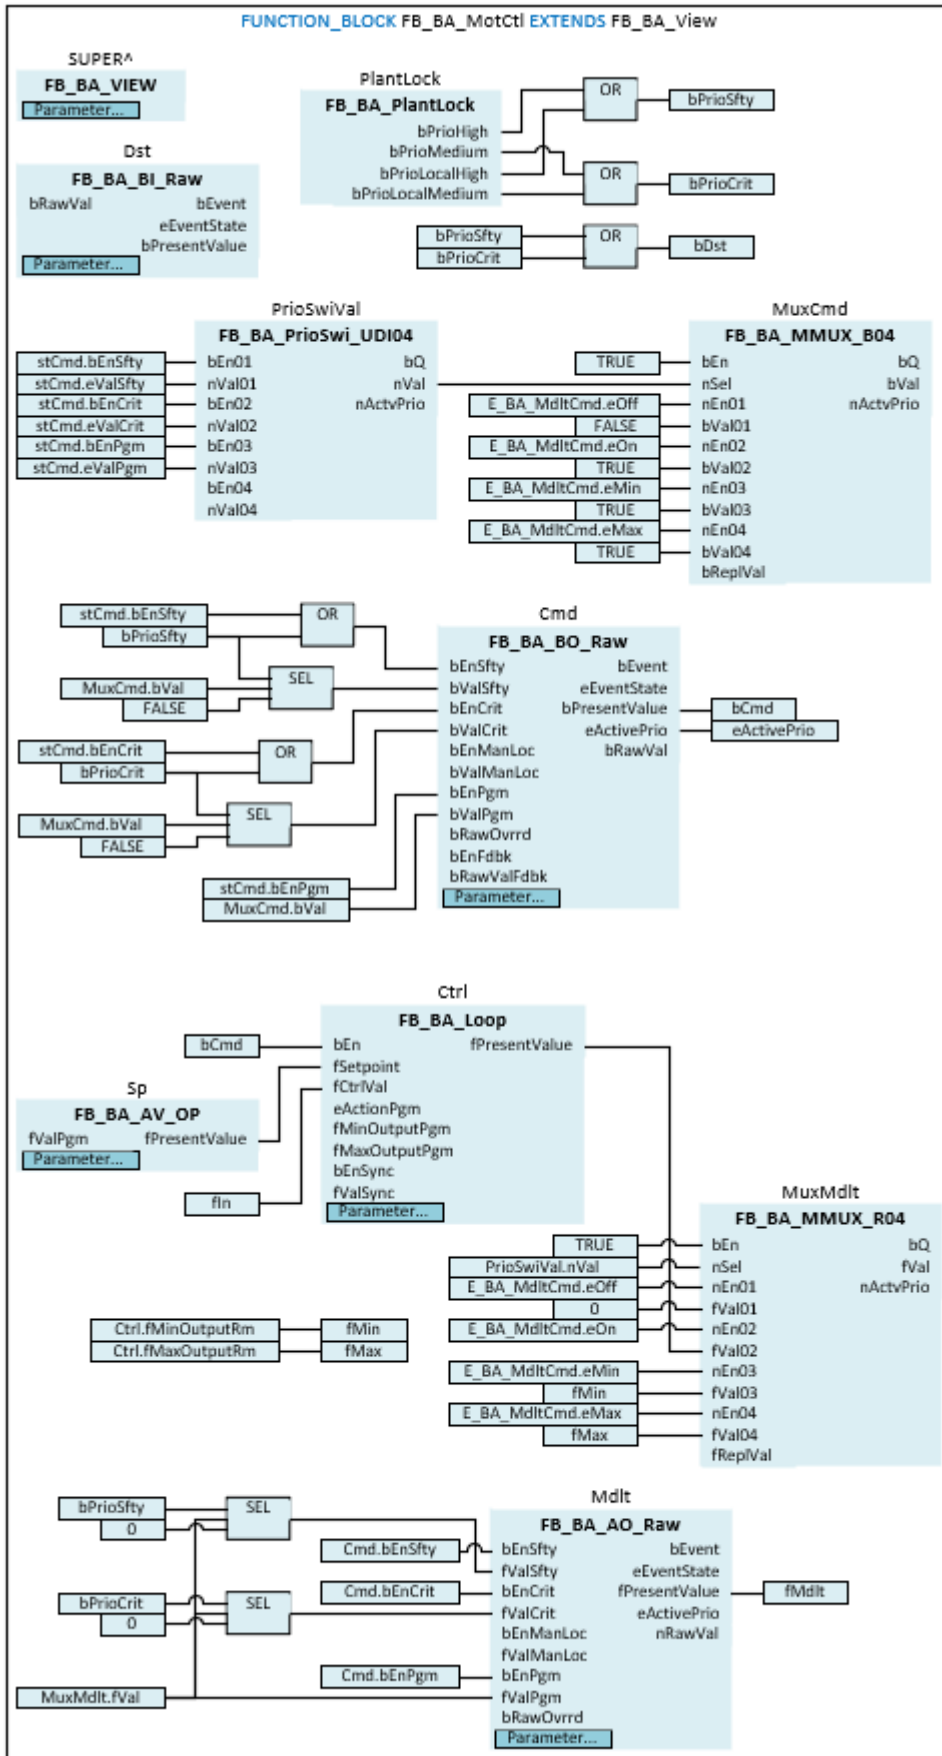 FUNCTION_BLOCK FB_BA_MotCtl EXTENDS FB_BA_View
SUPER^
FB_BA_VIEW
Parameter...
Dst
FB_BA_BI_Raw
bRawVal bEvent
eEventState
bPresentValue
Parameter...
PlantLock
FB_BA_PlantLock
bPrioHigh
bPrioMedium
bPrioLocalHigh
bPrioLocalMedium
OR
bPrioSfty
OR
bPrioCrit
bPrioSfty
bPrioCrit
OR
bDst
PrioSwiVal
FB_BA_PrioSwi_UDI04
stCmd.bEnSfty bEn01 bQ
stCmd.eValSfty nVal01 nVal
stCmd.bEnCrit bEn02 nActvPrio
stCmd.eValCrit nVal02
stCmd.bEnPgm bEn03
stCmd.eValPgm nVal03
bEn04
nVal04
MuxCmd
FB_BA_MMUX_B04
TRUE bEn bQ
nSel bVal
E_BA_MdltCmd.eOff nEn01 nActvPrio
FALSE bVal01
E_BA_MdltCmd.eOn nEn02
TRUE bVal02
E_BA_MdltCmd.eMin nEn03
TRUE bVal03
E_BA_MdltCmd.eMax nEn04
TRUE bVal04
bReplVal
stCmd.bEnSfty
bPrioSfty
OR
MuxCmd.bVal
FALSE
SEL
stCmd.bEnCrit
bPrioCrit
OR
MuxCmd.bVal
FALSE
SEL
stCmd.bEnPgm
MuxCmd.bVal
Cmd
FB_BA_BO_Raw
bEnSfty bEvent
bValSfty eEventState
bEnCrit bPresentValue bCmd
bValCrit eActivePrio eActivePrio
bEnManLoc bRawVal
bValManLoc
bEnPgm
bValPgm
bRawOvrrd
bEnFdbk
bRawValFdbk
Parameter...
Ctrl
FB_BA_Loop
bCmd bEn fPresentValue
fSetpoint
fCtrlVal
eActionPgm
fMinOutputPgm
fMaxOutputPgm
bEnSync
fValSync
Parameter...
Sp
FB_BA_AV_OP
fValPgm fPresentValue
Parameter...
fIn
MuxMdlt
FB_BA_MMUX_R04
TRUE bEn bQ
PrioSwiVal.nVal nSel fVal
E_BA_MdltCmd.eOff nEn01 nActvPrio
0 fVal01
E_BA_MdltCmd.eOn nEn02
fVal02
E_BA_MdltCmd.eMin nEn03
fMin fVal03
E_BA_MdltCmd.eMax nEn04
fMax fVal04
fReplVal
Ctrl.fMinOutputRm fMin
Ctrl.fMaxOutputRm fMax
bPrioSfty
0
SEL
bPrioCrit
0
SEL
MuxMdlt.fVal
Mdlt
FB_BA_AO_Raw
Cmd.bEnSfty bEnSfty bEvent
fValSfty eEventState
Cmd.bEnCrit bEnCrit fPresentValue fMdlt
fValCrit eActivePrio
bEnManLoc nRawVal
fValManLoc
Cmd.bEnPgm bEnPgm
fValPgm
bRawOvrrd
Parameter...